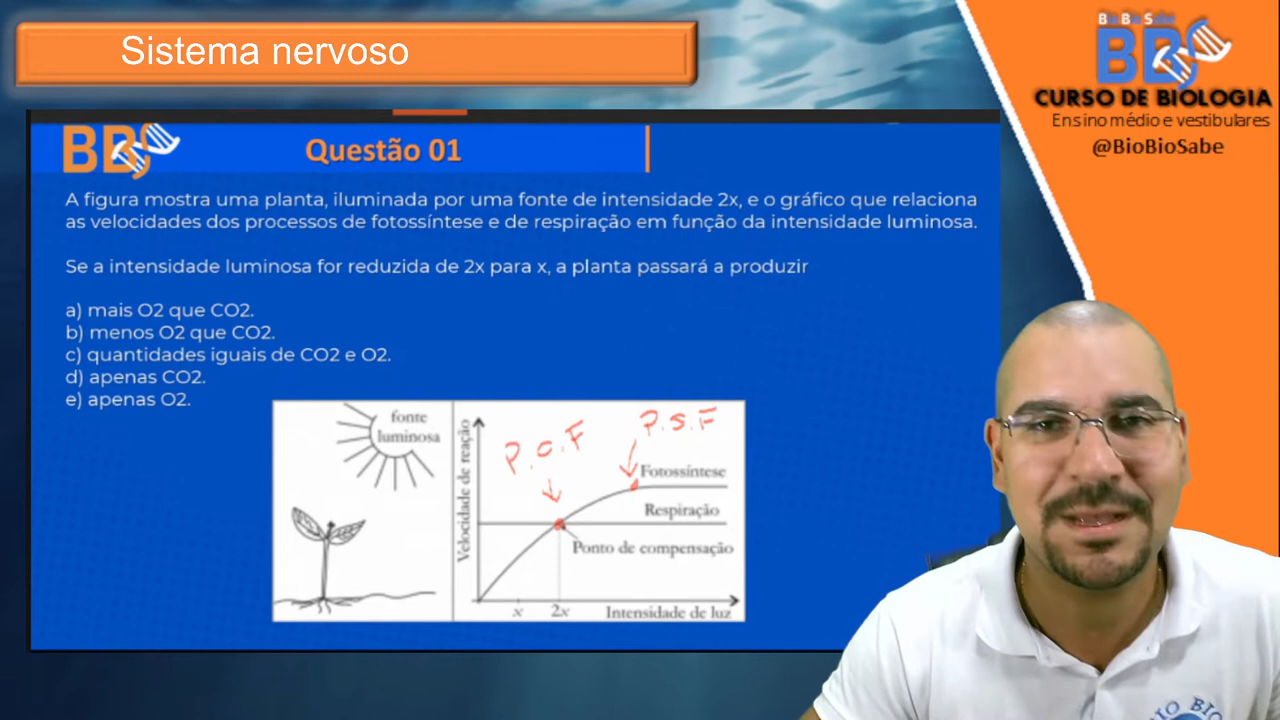 Sistema nervoso
Bio Bio Sabe
BBS
CURSO DE BIOLOGIA
Ensino médio e vestibulares
@BioBioSabe
BBS
Questão 01
A figura mostra uma planta, iluminada por uma fonte de intensidade 2x, e o gráfico que relaciona
as velocidades dos processos de fotossíntese e de respiração em função da intensidade luminosa.
Se a intensidade luminosa for reduzida de 2x para x, a planta passará a produzir
a) mais O2 que CO2.
b) menos O2 que CO2.
c) quantidades iguais de CO2 e O2.
d) apenas CO2.
e) apenas O2.
fonte
luminosa
Velocidade de reação
P.C.F
P.S.F
Fotossíntese
Respiração
Ponto de compensação
x
2x
Intensidade de luz